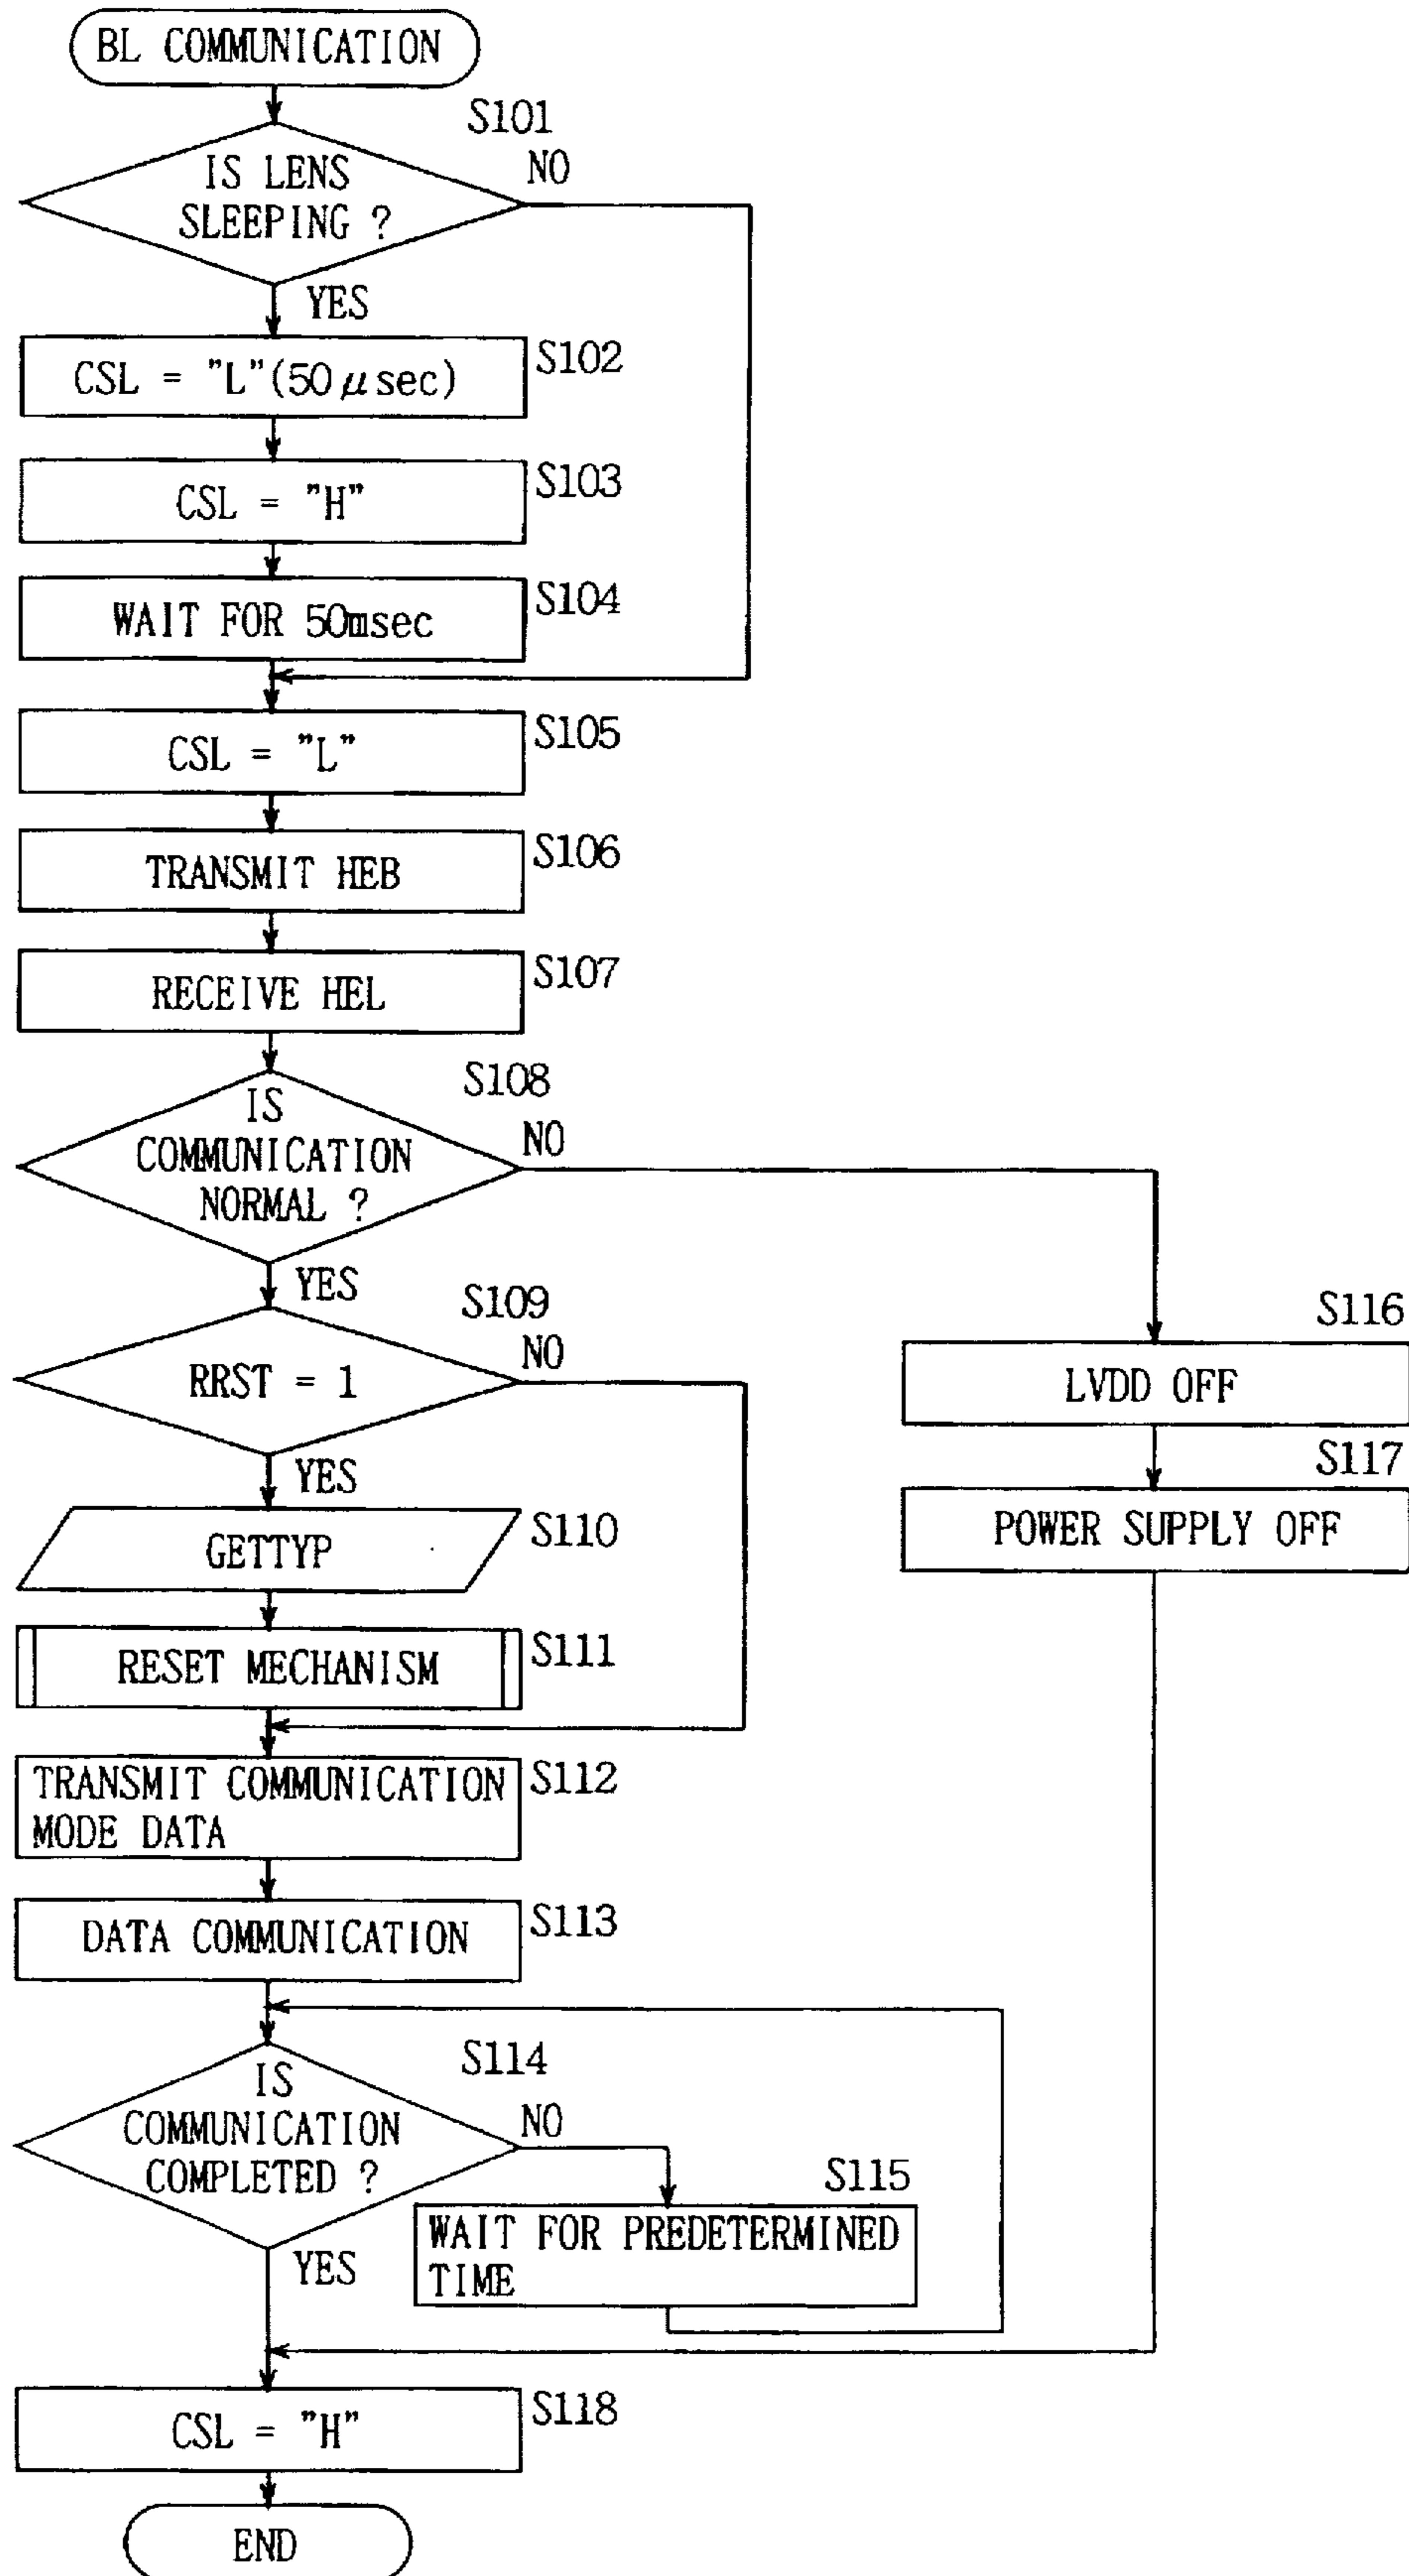 BL COMMUNICATION
S101
IS LENS
SLEEPING ?
NO
YES
CSL = "L"(50μsec)
S102
CSL = "H"
S103
WAIT FOR 50msec
S104
CSL = "L"
S105
TRANSMIT HEB
S106
RECEIVE HEL
S107
S108
IS
COMMUNICATION
NORMAL ?
NO
YES
S109
RRST = 1
NO
YES
S116
LVDD OFF
S117
POWER SUPPLY OFF
GETTYP
S110
RESET MECHANISM
S111
TRANSMIT COMMUNICATION
MODE DATA
S112
DATA COMMUNICATION
S113
S114
IS
COMMUNICATION
COMPLETED ?
NO
YES
S115
WAIT FOR PREDETERMINED
TIME
CSL = "H"
S118
END